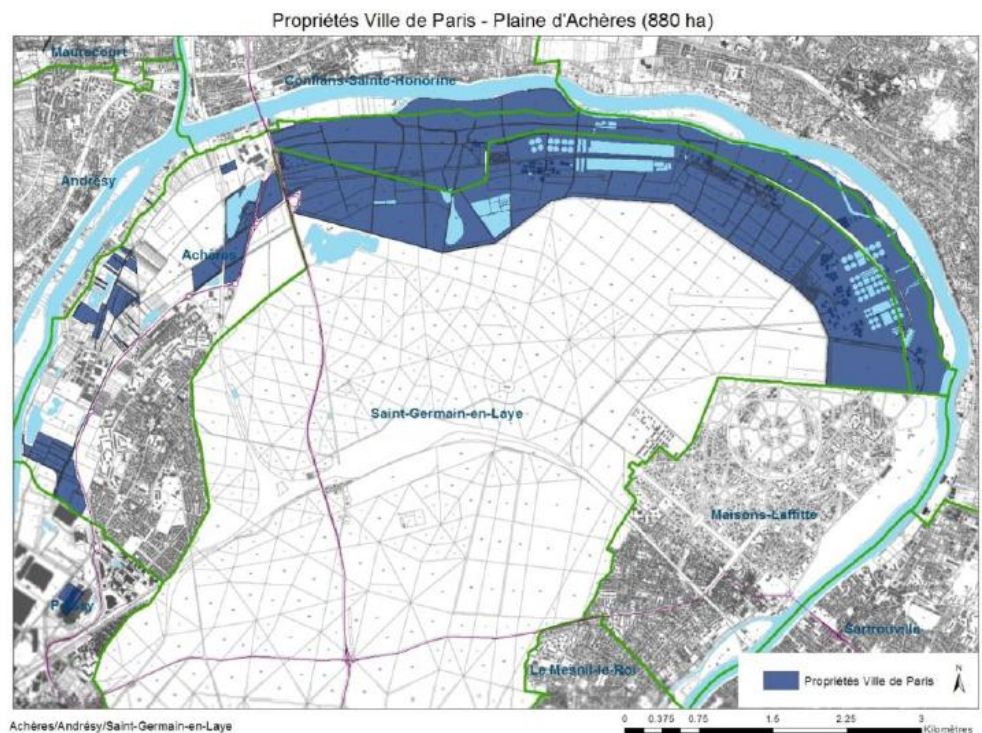 Propriétés Ville de Paris - Plaine d'Achères (880 ha)
Maurecourt
Conflans-Sainte-Honorine
Andrésy
Achères
Saint-Germain-en-Laye
Maisons-Laffitte
Poissy
Sartrouville
Le Mesnil-le-Roi
Propriétés Ville de Paris
N
Achères/Andrésy/Saint-Germain-en-Laye
0 0.375 0.75 1.5 2.25 3
Kilomètres